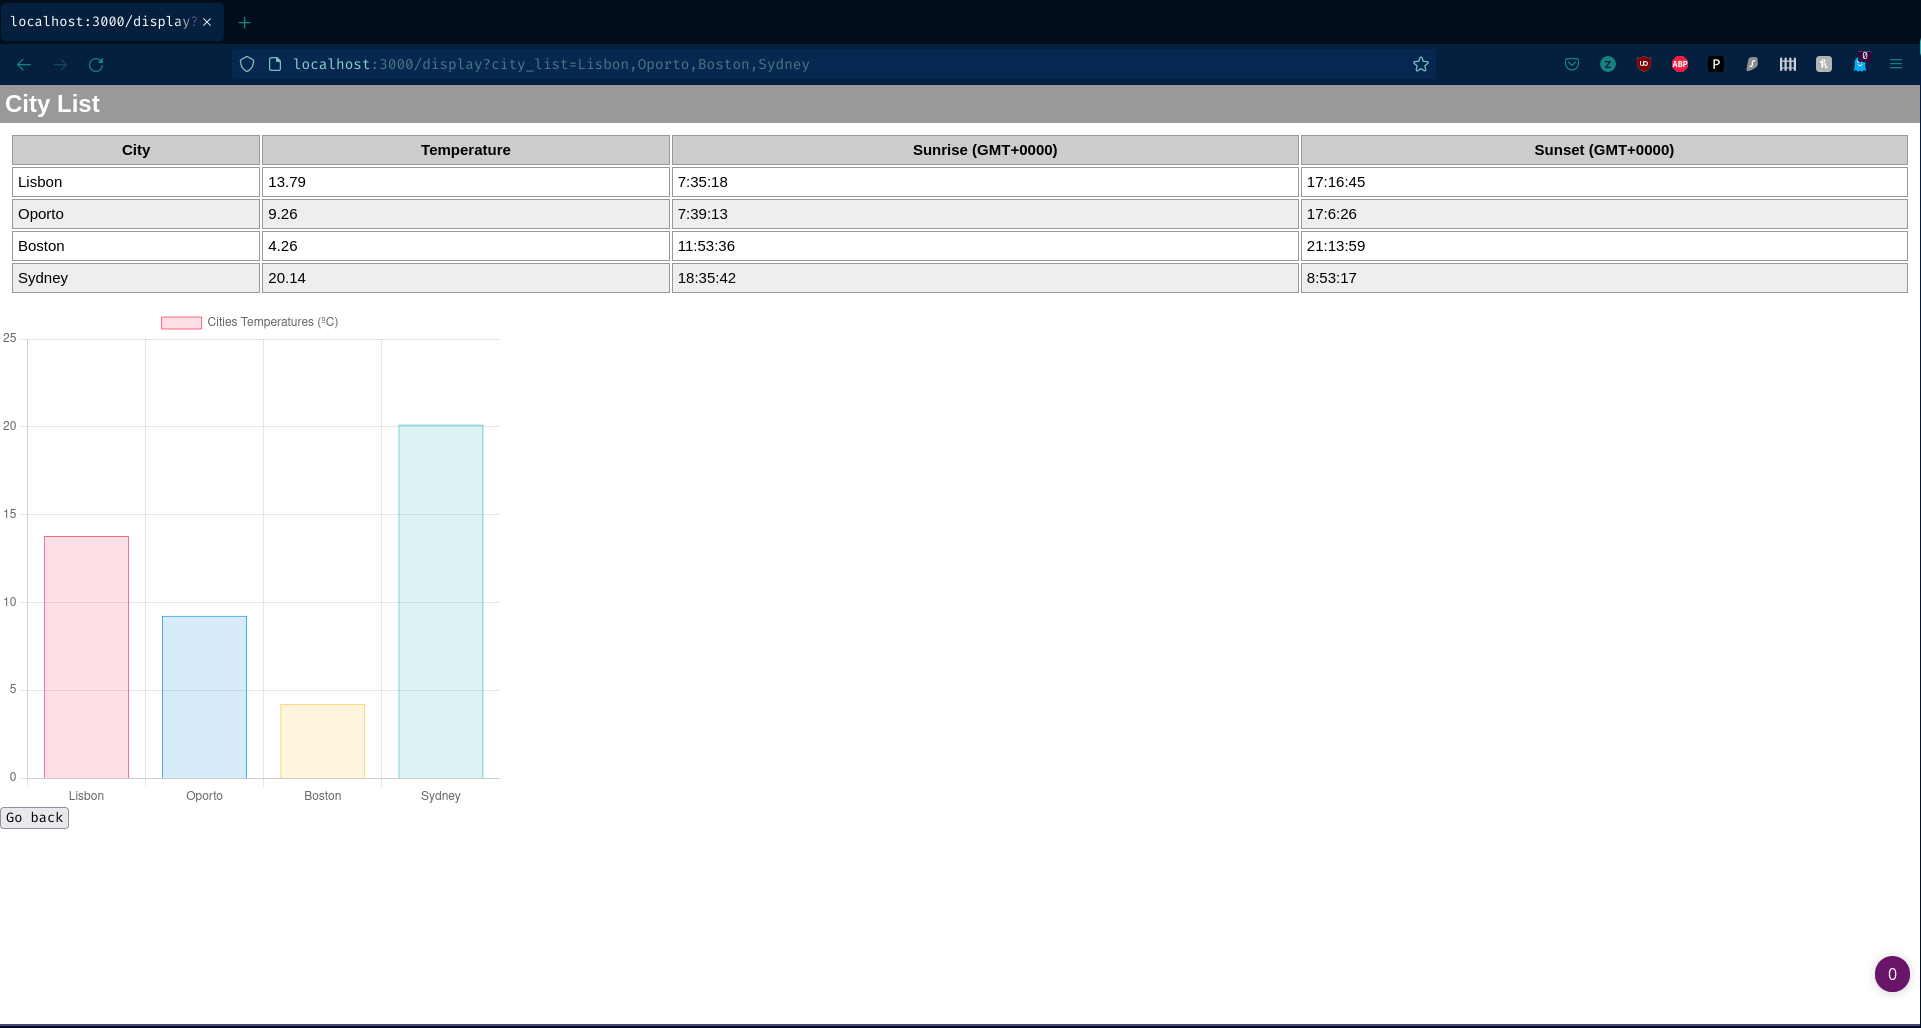 localhost:3000/display?
localhost:3000/display?city_list=Lisbon,Oporto,Boston,Sydney
Z UD ABP P 0
City List
City Temperature Sunrise (GMT+0000) Sunset (GMT+0000)
Lisbon 13.79 7:35:18 17:16:45
Oporto 9.26 7:39:13 17:6:26
Boston 4.26 11:53:36 21:13:59
Sydney 20.14 18:35:42 8:53:17
Cities Temperatures (ºC)
25
20
15
10
5
0
Lisbon Oporto Boston Sydney
Go back
0